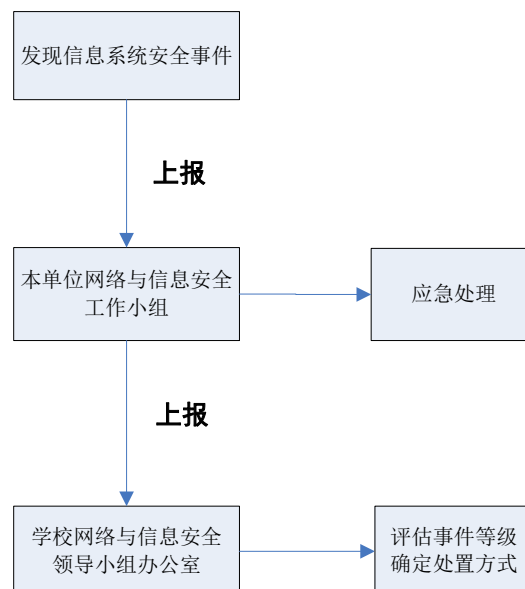 发现信息系统安全事件
上报
本单位网络与信息安全
工作小组
应急处理
上报
学校网络与信息安全
领导小组办公室
评估事件等级
确定处置方式